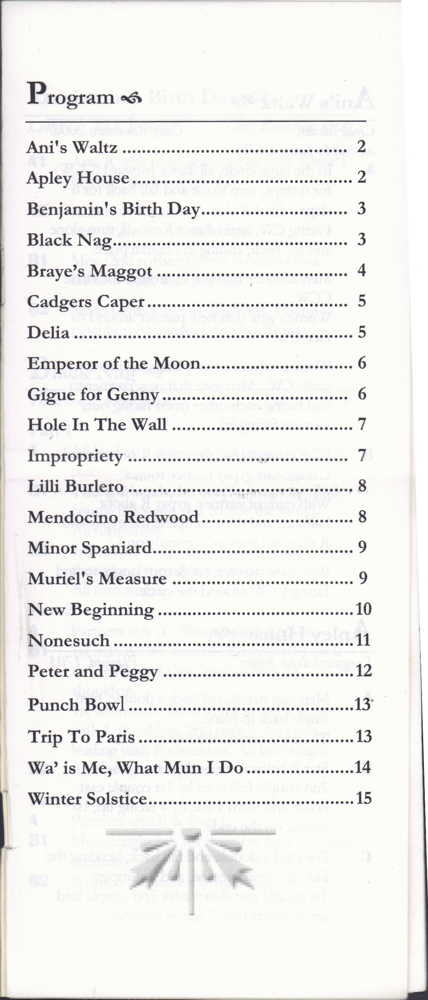 Program
Ani's Waltz ........................................ 2
Apley House ........................................ 2
Benjamin's Birth Day ........................................ 3
Black Nag ........................................ 3
Braye’s Maggot ........................................ 4
Cadgers Caper ........................................ 5
Delia ........................................ 5
Emperor of the Moon ........................................ 6
Gigue for Genny ........................................ 6
Hole In The Wall ........................................ 7
Impropriety ........................................ 7
Lilli Burlero ........................................ 8
Mendocino Redwood ........................................ 8
Minor Spaniard ........................................ 9
Muriel's Measure ........................................ 9
New Beginning ........................................ 10
Nonesuch ........................................ 11
Peter and Peggy ........................................ 12
Punch Bowl ........................................ 13
Trip To Paris ........................................ 13
Wa’ is Me, What Mun I Do ........................................ 14
Winter Solstice ........................................ 15